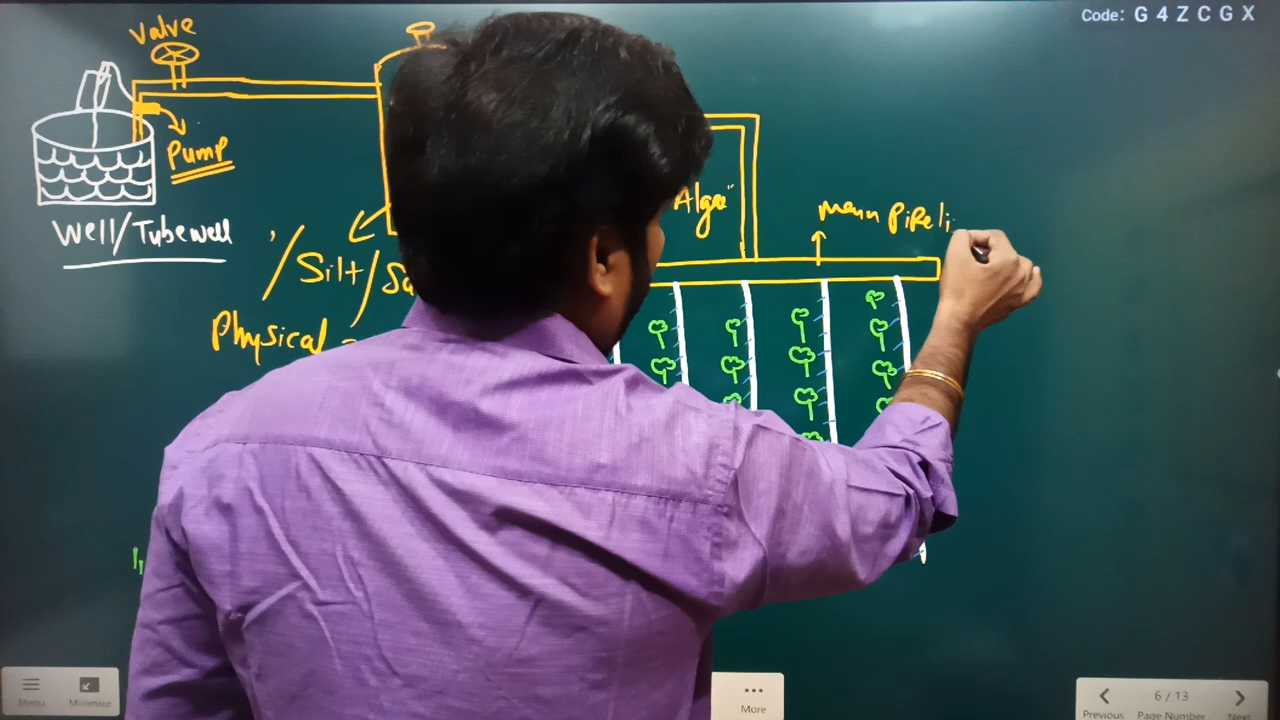 Code: G 4 Z C G X
Valve
Pump
Well/Tubewell
Algae"
main Pipeli
/Silt/Sa
Physical
Menu
Minimize
More
Previous
6 / 13
Page Number
Next